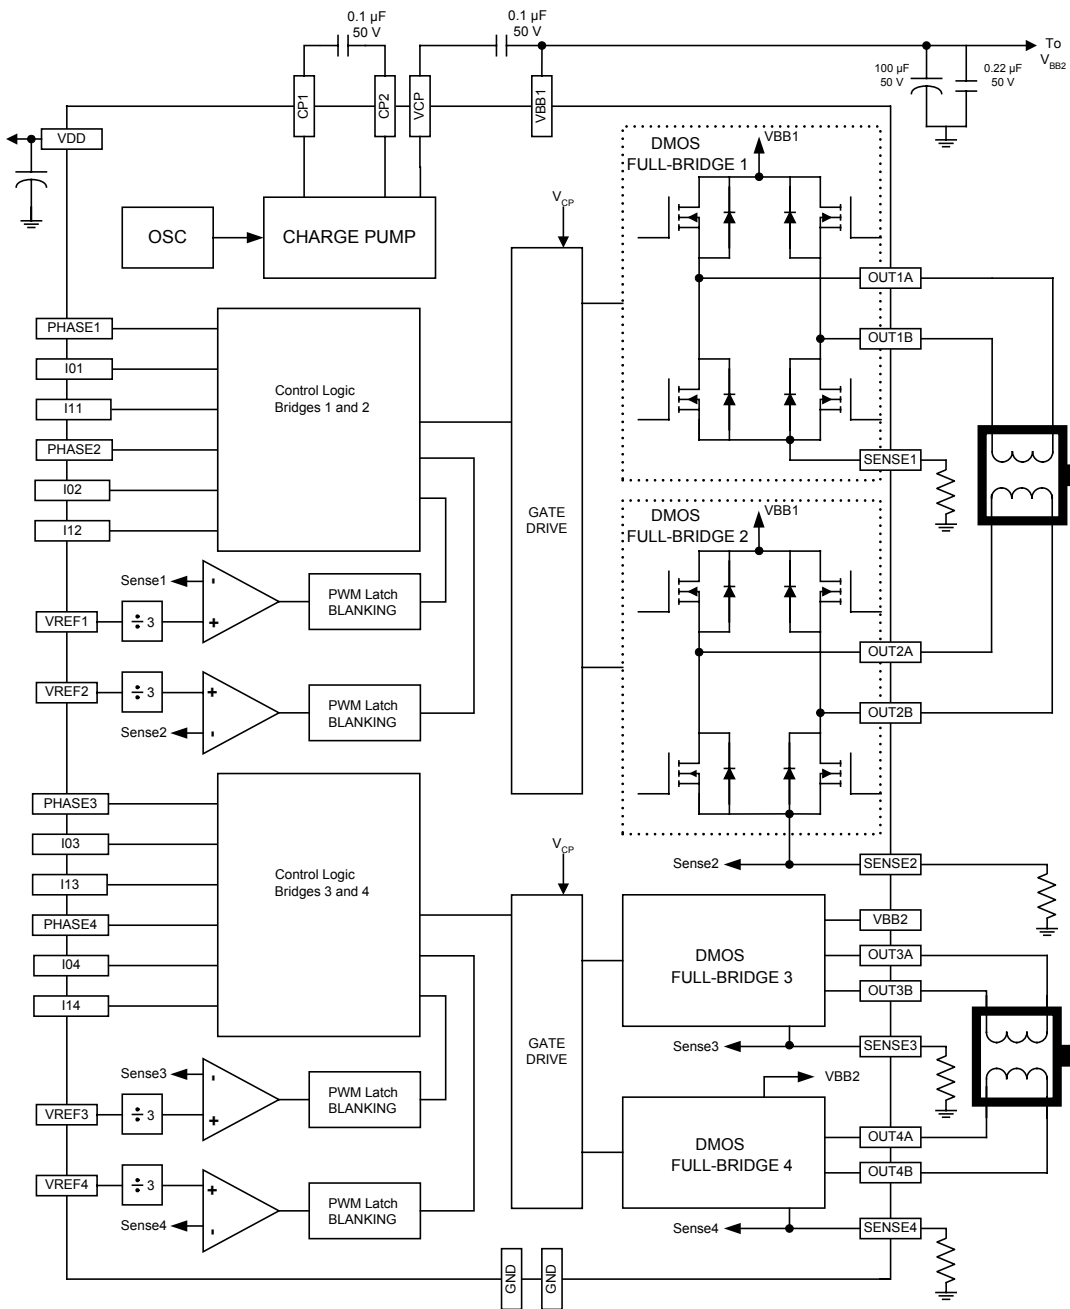 0.1 µF
50 V
0.1 µF
50 V
To
VBB2
100 µF
50 V
0.22 µF
50 V
CP1
CP2
VCP
VBB1
VDD
DMOS
FULL-BRIDGE 1
VBB1
VCP
OSC
CHARGE PUMP
OUT1A
PHASE1
OUT1B
I01
Control Logic
Bridges 1 and 2
I11
PHASE2
SENSE1
I02
I12
GATE
DRIVE
DMOS
FULL-BRIDGE 2
VBB1
Sense1
-
PWM Latch
BLANKING
VREF1
÷ 3
+
OUT2A
VREF2
÷ 3
+
PWM Latch
BLANKING
Sense2
-
OUT2B
PHASE3
I03
VCP
Sense2
SENSE2
Control Logic
Bridges 3 and 4
I13
PHASE4
VBB2
DMOS
FULL-BRIDGE 3
OUT3A
I04
OUT3B
I14
GATE
DRIVE
Sense3
SENSE3
Sense3
-
PWM Latch
BLANKING
VBB2
VREF3
÷ 3
+
DMOS
FULL-BRIDGE 4
OUT4A
OUT4B
VREF4
÷ 3
+
PWM Latch
BLANKING
Sense4
-
Sense4
SENSE4
GND
GND